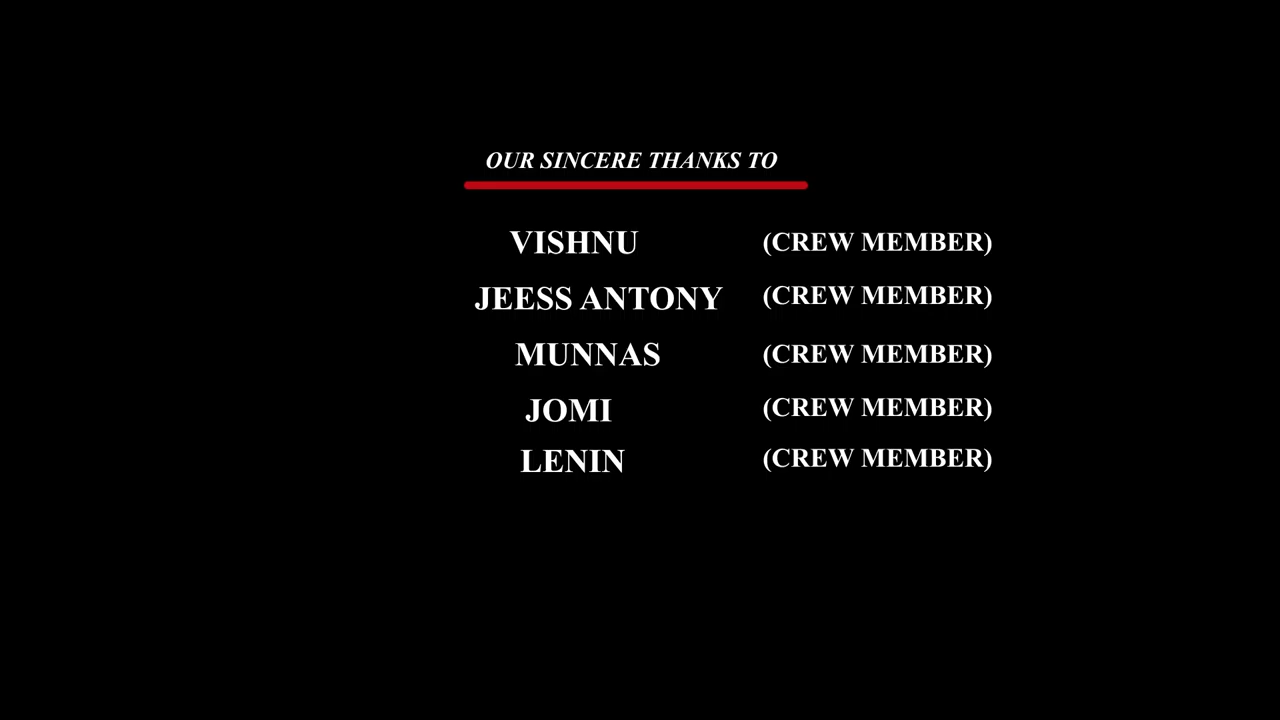 OUR SINCERE THANKS TO
VISHNU (CREW MEMBER)
JEESS ANTONY (CREW MEMBER)
MUNNAS (CREW MEMBER)
JOMI (CREW MEMBER)
LENIN (CREW MEMBER)